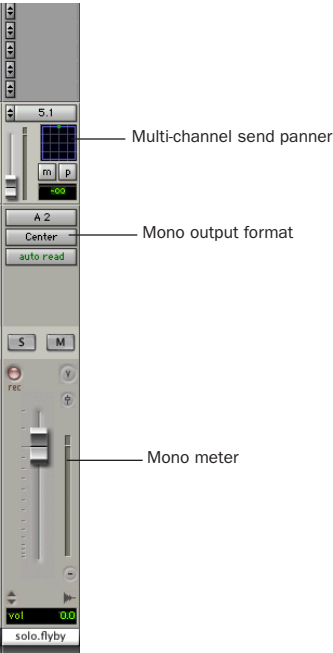 5.1
Multi-channel send panner
m p
-oo
A 2
Center
Mono output format
auto read
S M
rec
v
Mono meter
vol 0.0
solo.flyby